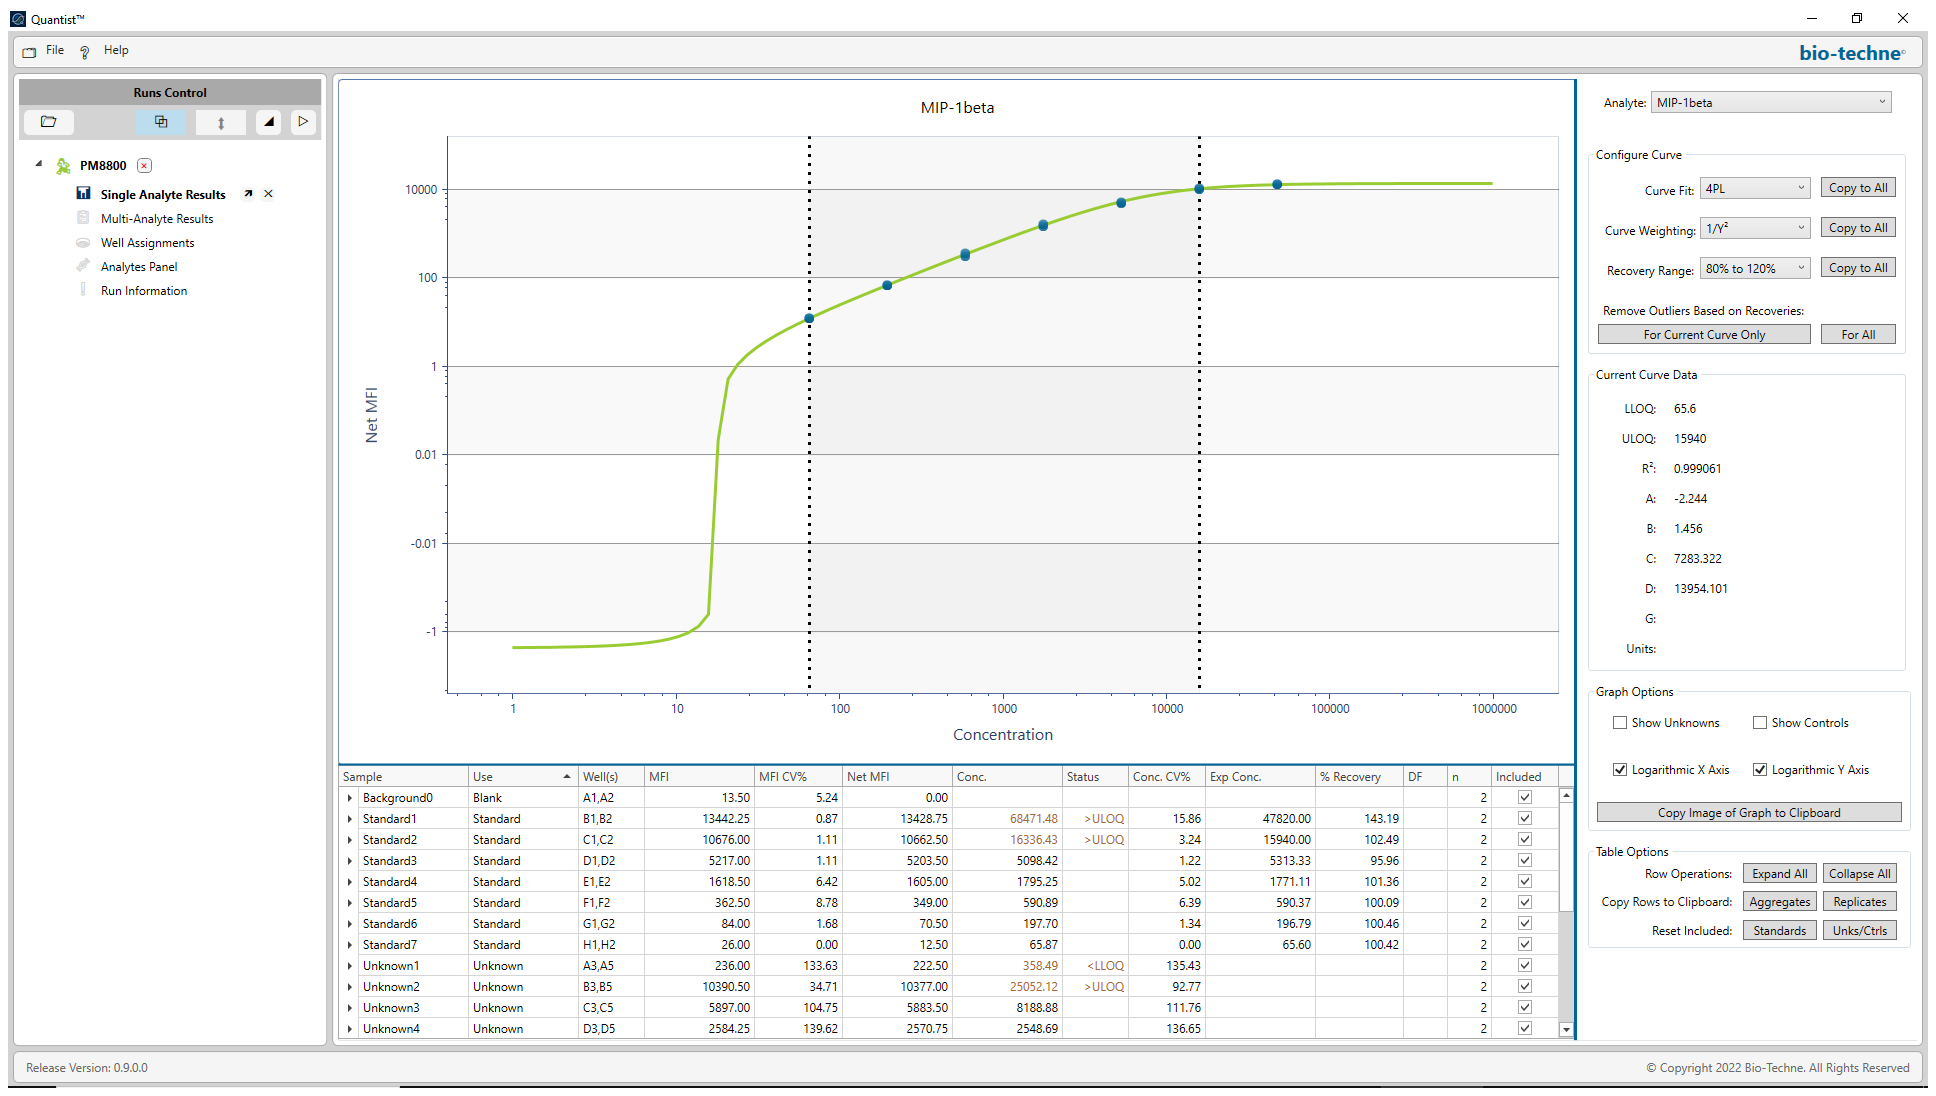 Quantist™
File
Help
bio-techne®
Runs Control
PM8800
Single Analyte Results
Multi-Analyte Results
Well Assignments
Analytes Panel
Run Information
MIP-1beta
10000
100
1
0.01
-0.01
-1
Net MFI
1 10 100 1000 10000 100000 1000000
Concentration
Analyte: MIP-1beta
Configure Curve
Curve Fit: 4PL Copy to All
Curve Weighting: 1/Y² Copy to All
Recovery Range: 80% to 120% Copy to All
Remove Outliers Based on Recoveries:
For Current Curve Only For All
Current Curve Data
LLOQ: 65.6
ULOQ: 15940
R²: 0.999061
A: -2.244
B: 1.456
C: 7283.322
D: 13954.101
G:
Units:
Graph Options
Show Unknowns Show Controls
Logarithmic X Axis Logarithmic Y Axis
Copy Image of Graph to Clipboard
Table Options
Row Operations: Expand All Collapse All
Copy Rows to Clipboard: Aggregates Replicates
Reset Included: Standards Unks/Ctrls
Sample Use Well(s) MFI MFI CV% Net MFI Conc. Status Conc. CV% Exp Conc. % Recovery DF n Included
Background0 Blank A1,A2 13.50 5.24 0.00 2
Standard1 Standard B1,B2 13442.25 0.87 13428.75 68471.48 >ULOQ 15.86 47820.00 143.19 2
Standard2 Standard C1,C2 10676.00 1.11 10662.50 16336.43 >ULOQ 3.24 15940.00 102.49 2
Standard3 Standard D1,D2 5217.00 1.11 5203.50 5098.42 1.22 5313.33 95.96 2
Standard4 Standard E1,E2 1618.50 6.42 1605.00 1795.25 5.02 1771.11 101.36 2
Standard5 Standard F1,F2 362.50 8.78 349.00 590.89 6.39 590.37 100.09 2
Standard6 Standard G1,G2 84.00 1.68 70.50 197.70 1.34 196.79 100.46 2
Standard7 Standard H1,H2 26.00 0.00 12.50 65.87 0.00 65.60 100.42 2
Unknown1 Unknown A3,A5 236.00 133.63 222.50 358.49 <LLOQ 135.43 2
Unknown2 Unknown B3,B5 10390.50 34.71 10377.00 25052.12 >ULOQ 92.77 2
Unknown3 Unknown C3,C5 5897.00 104.75 5883.50 8188.88 111.76 2
Unknown4 Unknown D3,D5 2584.25 139.62 2570.75 2548.69 136.65 2
Release Version: 0.9.0.0
© Copyright 2022 Bio-Techne. All Rights Reserved